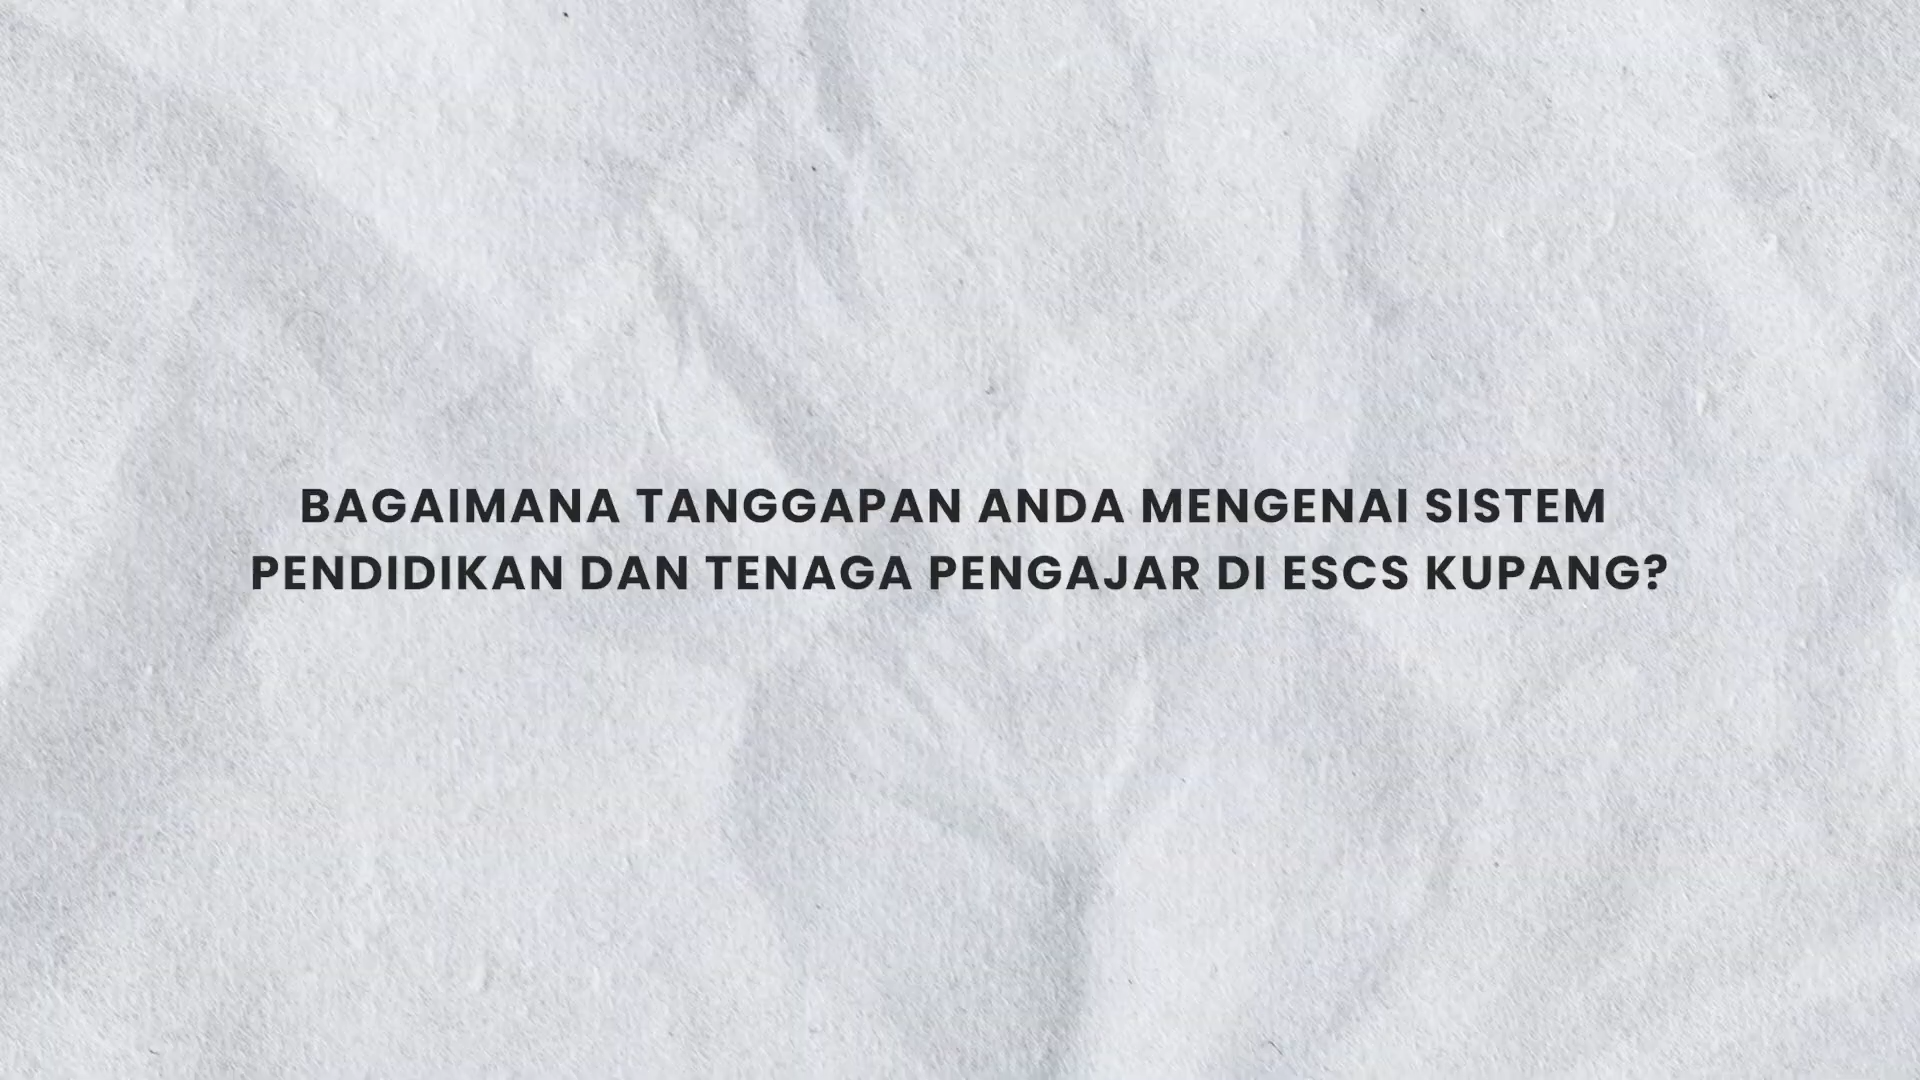 BAGAIMANA TANGGAPAN ANDA MENGENAI SISTEM
PENDIDIKAN DAN TENAGA PENGAJAR DI ESCS KUPANG?